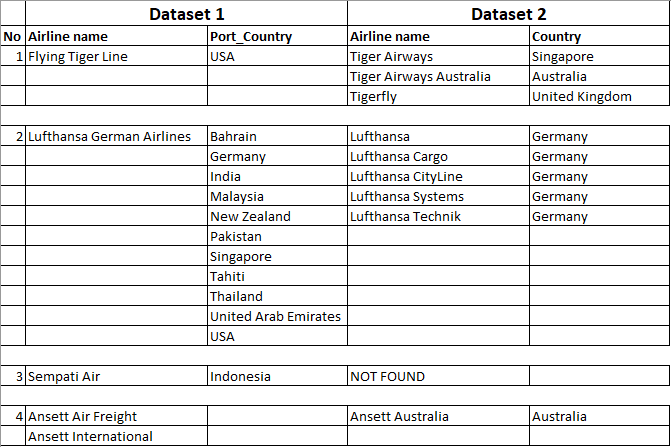 Dataset 1 Dataset 2
No Airline name Port_Country Airline name Country
1 Flying Tiger Line USA Tiger Airways Singapore
Tiger Airways Australia Australia
Tigerfly United Kingdom
2 Lufthansa German Airlines Bahrain Lufthansa Germany
Germany Lufthansa Cargo Germany
India Lufthansa CityLine Germany
Malaysia Lufthansa Systems Germany
New Zealand Lufthansa Technik Germany
Pakistan
Singapore
Tahiti
Thailand
United Arab Emirates
USA
3 Sempati Air Indonesia NOT FOUND
4 Ansett Air Freight Ansett Australia Australia
Ansett International